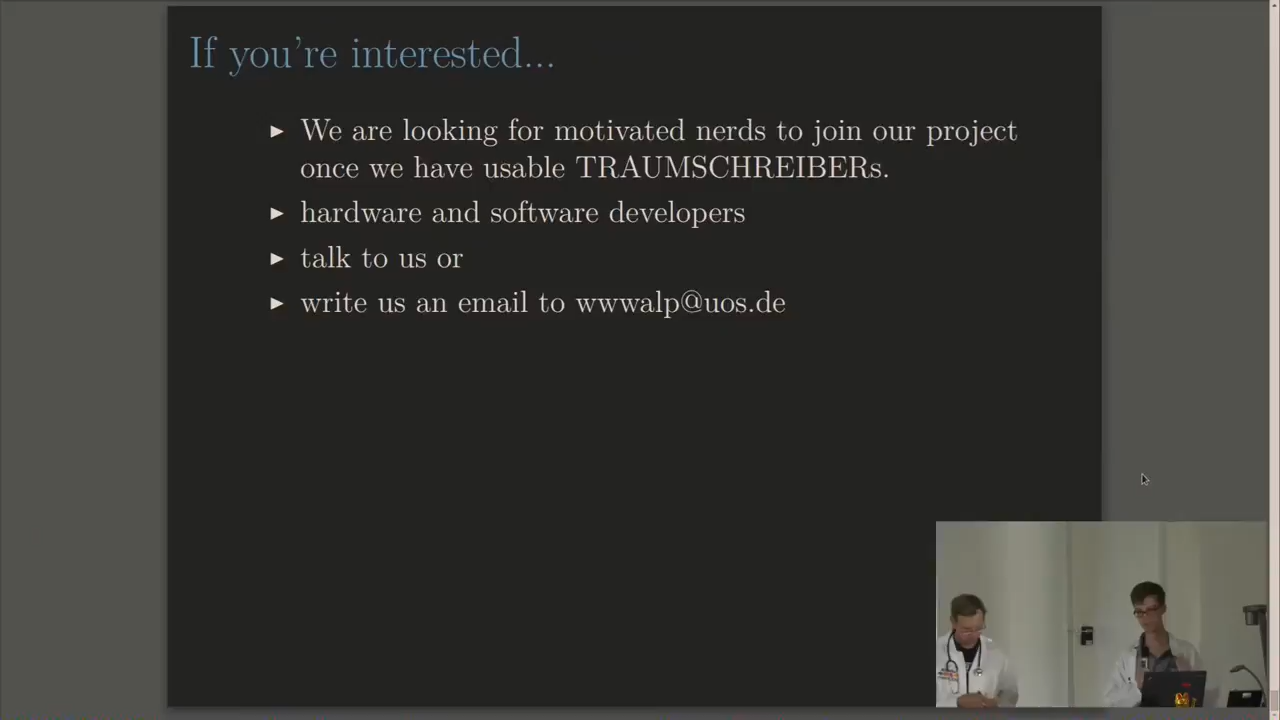 If you're interested...
▶ We are looking for motivated nerds to join our project
once we have usable TRAUMSCHREIBERs.
▶ hardware and software developers
▶ talk to us or
▶ write us an email to wwwalp@uos.de